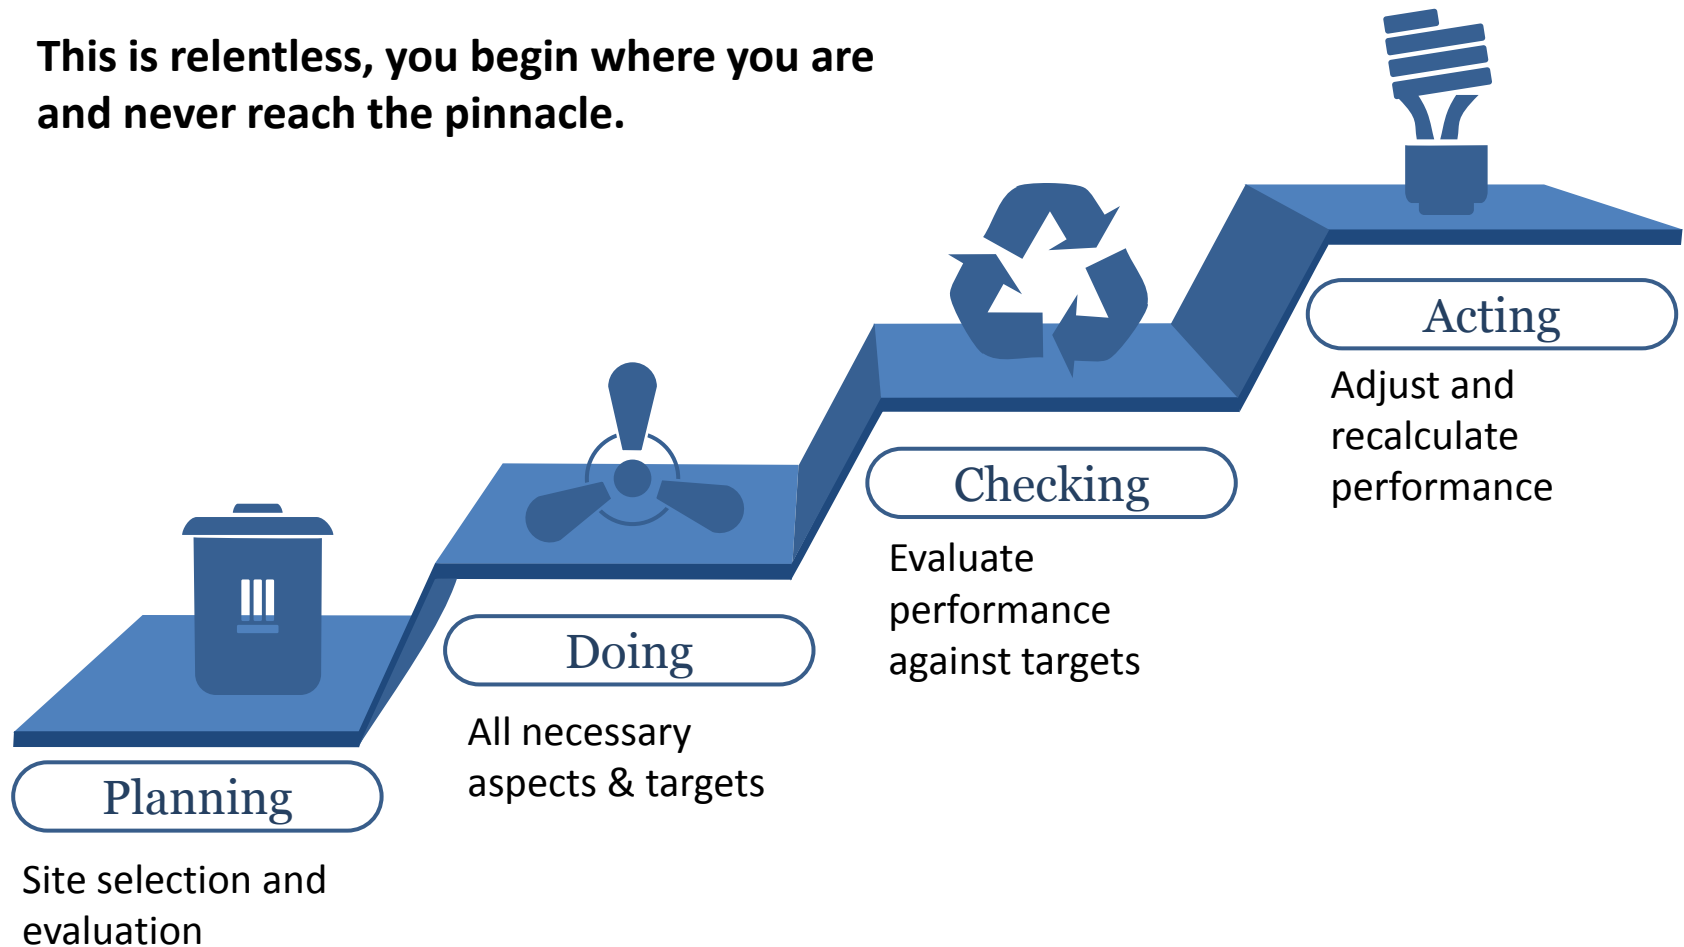 This is relentless, you begin where you are
and never reach the pinnacle.
Planning
Site selection and
evaluation
Doing
All necessary
aspects & targets
Checking
Evaluate
performance
against targets
Acting
Adjust and
recalculate
performance